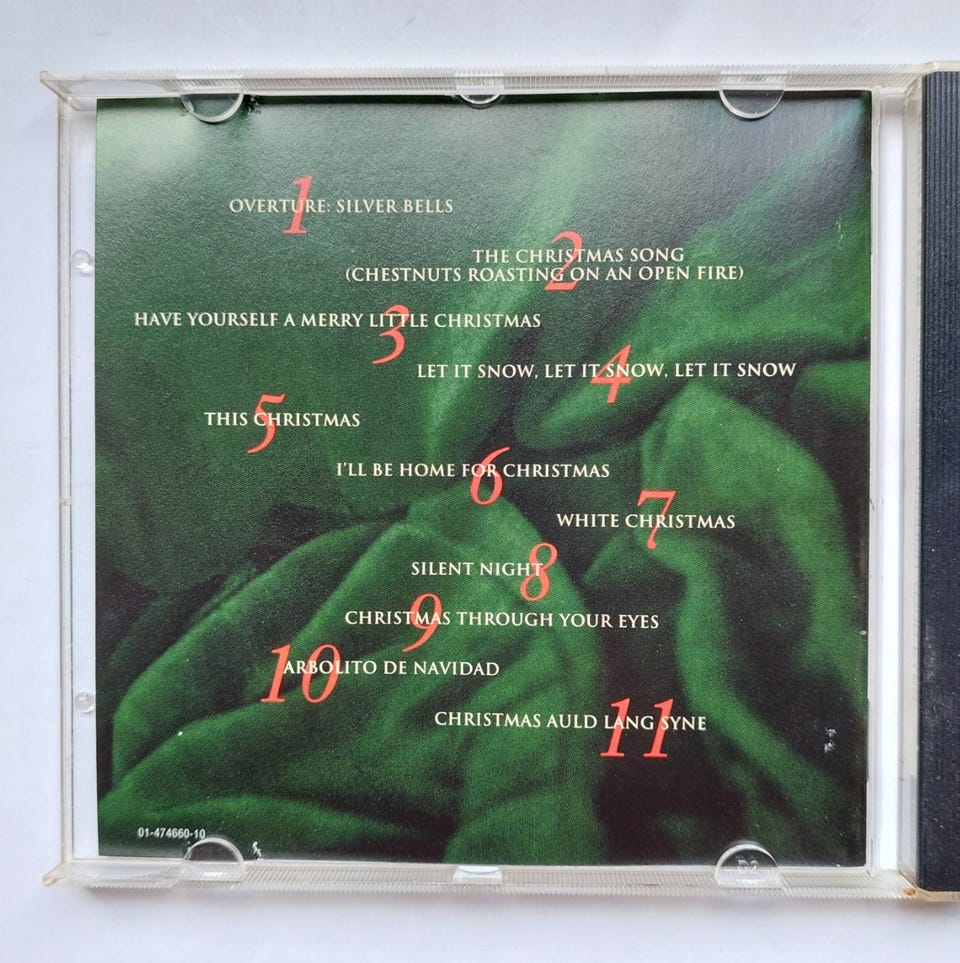 1
OVERTURE: SILVER BELLS
2
THE CHRISTMAS SONG
(CHESTNUTS ROASTING ON AN OPEN FIRE)
3
HAVE YOURSELF A MERRY LITTLE CHRISTMAS
4
LET IT SNOW, LET IT SNOW, LET IT SNOW
5
THIS CHRISTMAS
6
I'LL BE HOME FOR CHRISTMAS
7
WHITE CHRISTMAS
8
SILENT NIGHT
9
CHRISTMAS THROUGH YOUR EYES
10
ARBOLITO DE NAVIDAD
11
CHRISTMAS AULD LANG SYNE
01-474660-10